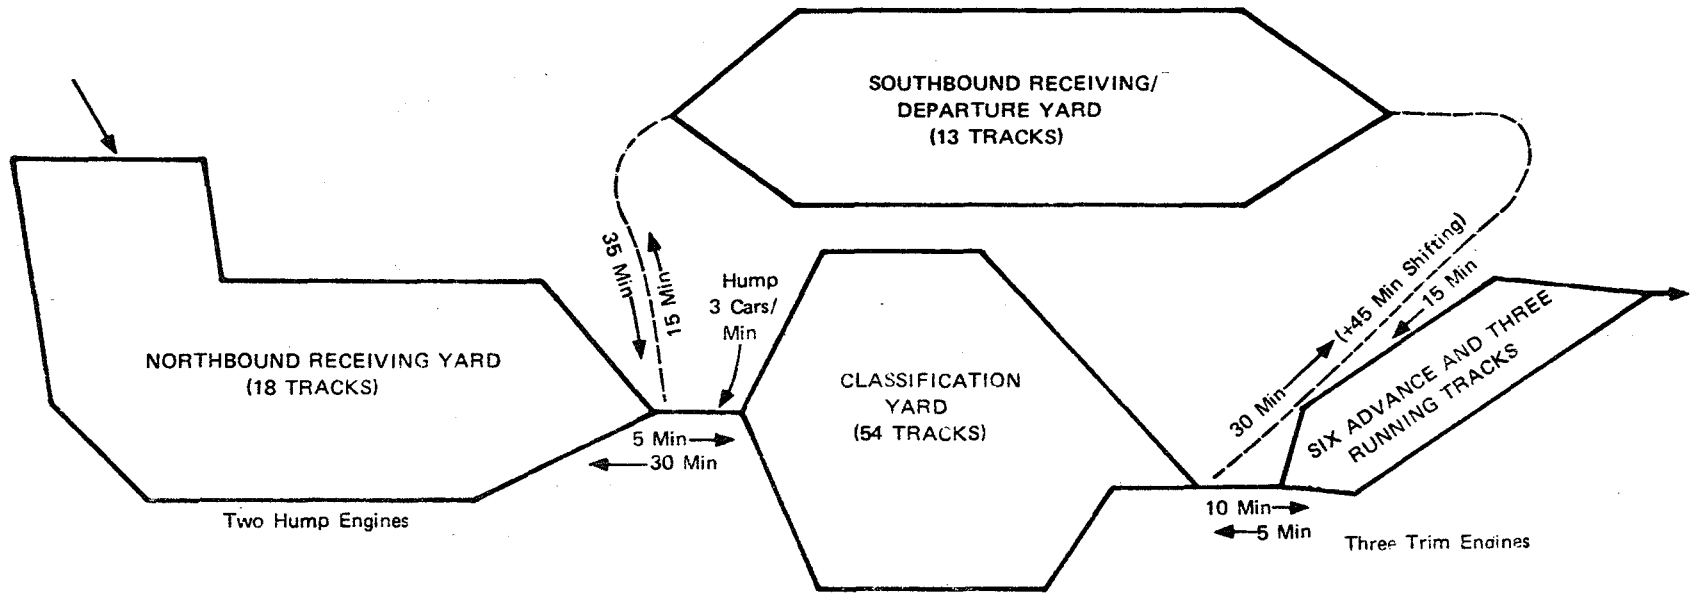 SOUTHBOUND RECEIVING/
DEPARTURE YARD
(13 TRACKS)
35 Min
15 Min
Hump
3 Cars/
Min
NORTHBOUND RECEIVING YARD
(18 TRACKS)
5 Min
30 Min
Two Hump Engines
CLASSIFICATION
YARD
(54 TRACKS)
30 Min (+45 Min Shifting)
15 Min
SIX ADVANCE AND THREE
RUNNING TRACKS
10 Min
5 Min
Three Trim Engines